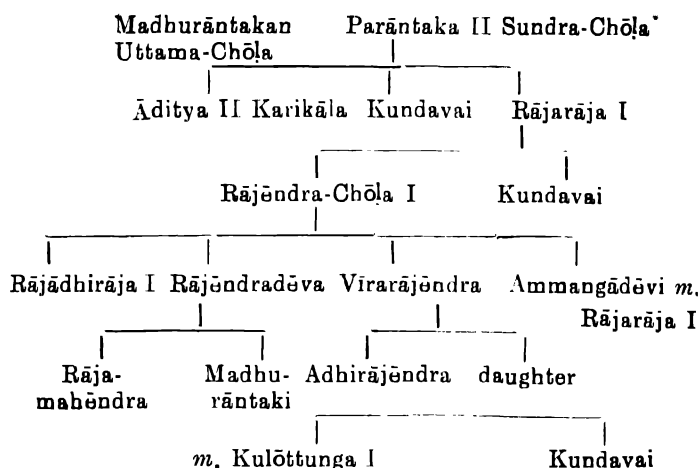 Madhurāntakan Parāntaka II Sundra-Chōḷa
Uttama-Chōḷa
Āditya II Karikāla Kundavai Rājarāja I
Rājēndra-Chōḷa I Kundavai
Rājādhirāja I Rājēndradēva Vīrarājēndra Ammangādēvi m.
Rājarāja I
Rāja- Madhu- Adhirājēndra daughter
mahēndra rāntaki
m. Kulōttunga I Kundavai